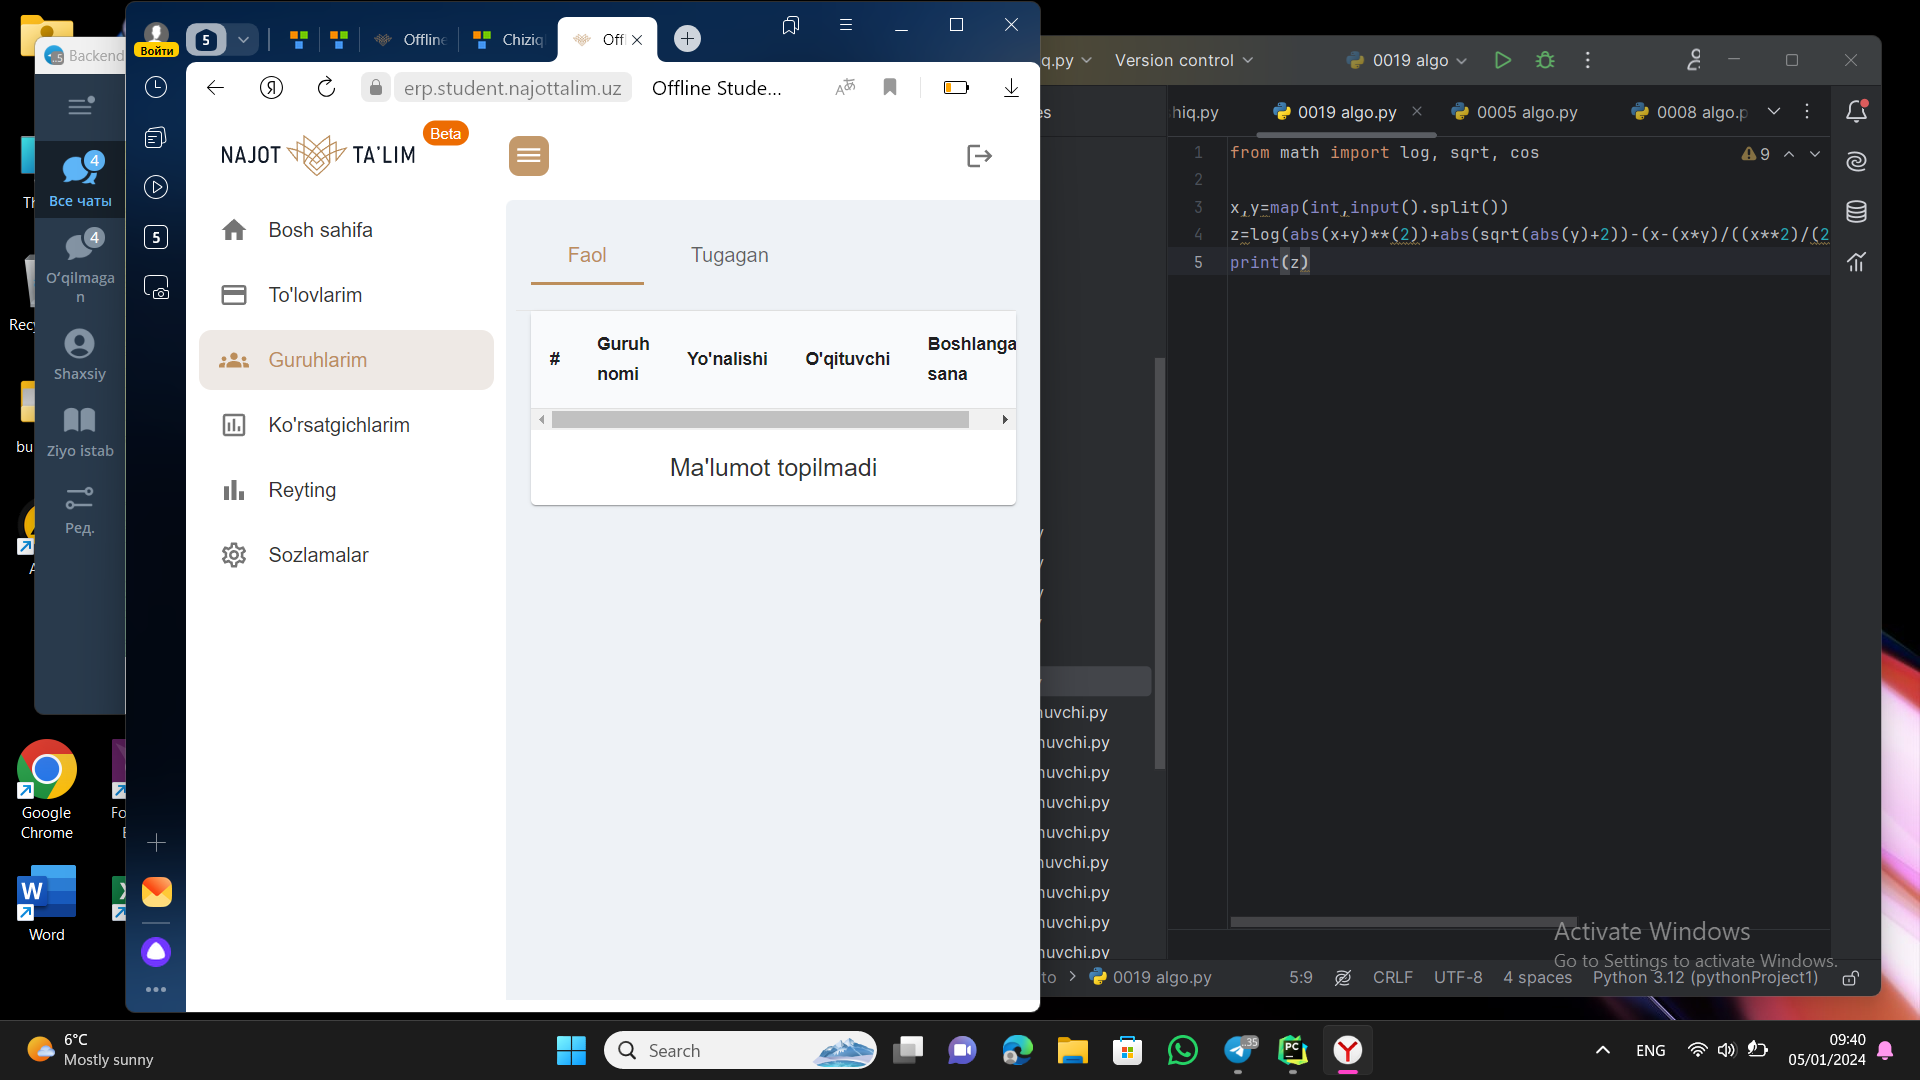 Backend
4
Все чаты
4
Oʻqilmaga
n
Shaxsiy
Ziyo istab
Ред.
Recy
bu
Google
Chrome
Word
Войти
5
Offline
Chiziq
Off
5
erp.student.najottalim.uz
Offline Stude...
NAJOT TA'LIM
Beta
Bosh sahifa
To'lovlarim
Guruhlarim
Ko'rsatgichlarim
Reyting
Sozlamalar
Faol
Tugagan
#
Guruh
nomi
Yo'nalishi
O'qituvchi
Boshlanga
sana
Ma'lumot topilmadi
q.py
Version control
0019 algo
es
hiq.py
0019 algo.py
0005 algo.py
0008 algo.p
1 from math import log, sqrt, cos
9
2
3 x,y=map(int,input().split())
4 z=log(abs(x+y)**(2))+abs(sqrt(abs(y)+2))-(x-(x*y)/((x**2)/(2
5 print(z)
uvchi.py
uvchi.py
uvchi.py
uvchi.py
uvchi.py
uvchi.py
uvchi.py
uvchi.py
uvchi.py
to
0019 algo.py
5:9
CRLF
UTF-8
4 spaces
Python 3.12 (pythonProject1)
Activate Windows
Go to Settings to activate Windows.
6°C
Mostly sunny
Search
35
ENG
09:40
05/01/2024